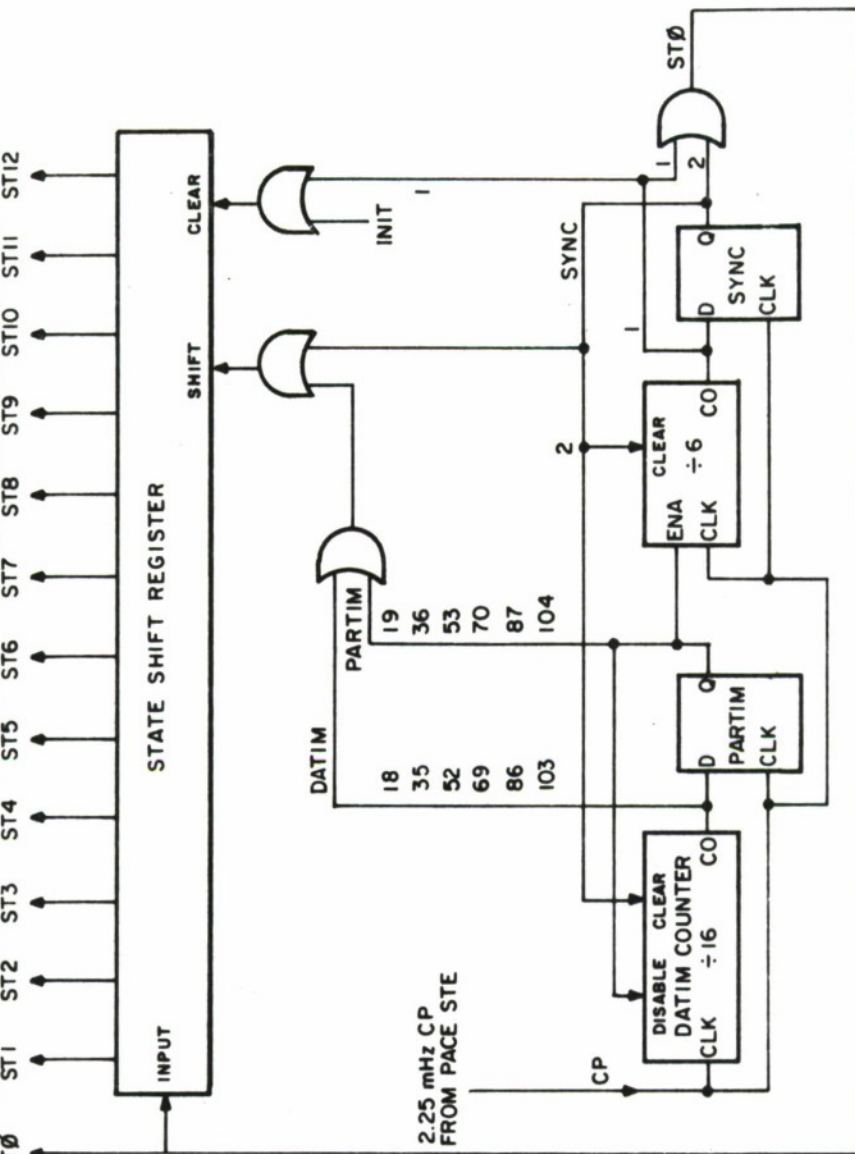 TØ
ST1
ST2
ST3
ST4
ST5
ST6
ST7
ST8
ST9
ST10
ST11
ST12
INPUT
STATE SHIFT REGISTER
SHIFT
CLEAR
INIT
1
DATIM
18
35
52
69
86
103
PARTIM
19
36
53
70
87
104
SYNC
STØ
1
2
2.25 mHz CP
FROM PACE STE
CP
DISABLE CLEAR
DATIM COUNTER
÷16
CLK
CO
D
Q
PARTIM
CLK
2
CLEAR
÷6
ENA
CLK
CO
1
D
Q
SYNC
CLK